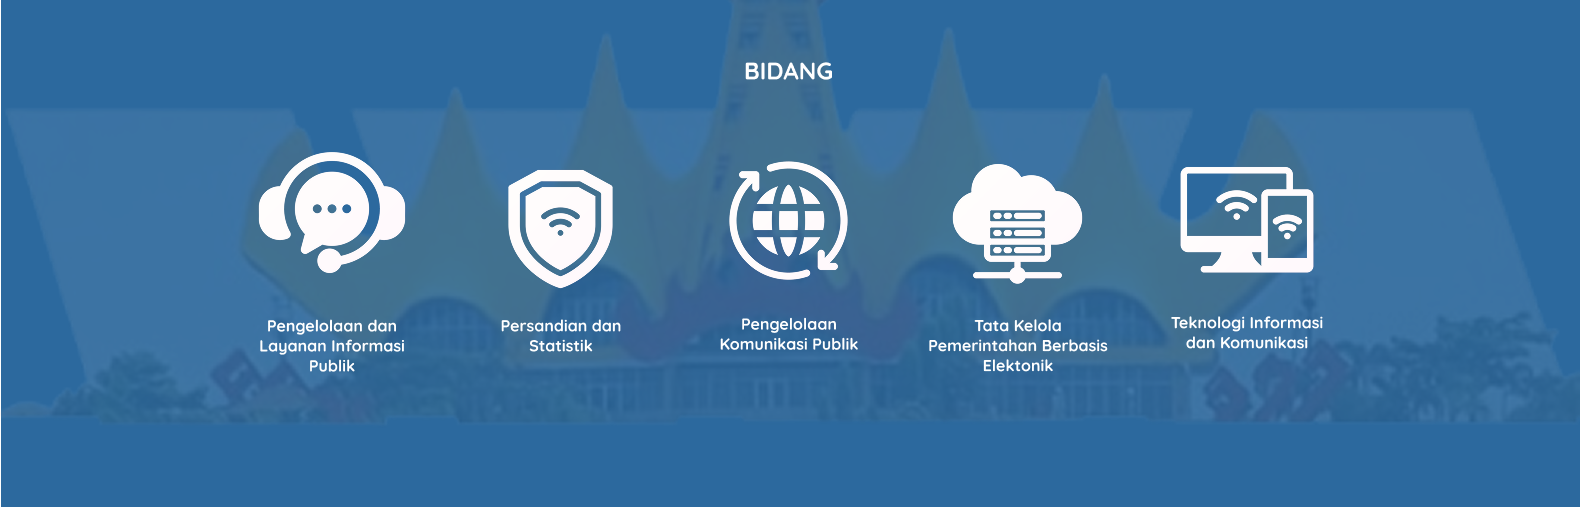 BIDANG
Pengelolaan dan
Layanan Informasi
Publik
Persandian dan
Statistik
Pengelolaan
Komunikasi Publik
Tata Kelola
Pemerintahan Berbasis
Elektonik
Teknologi Informasi
dan Komunikasi